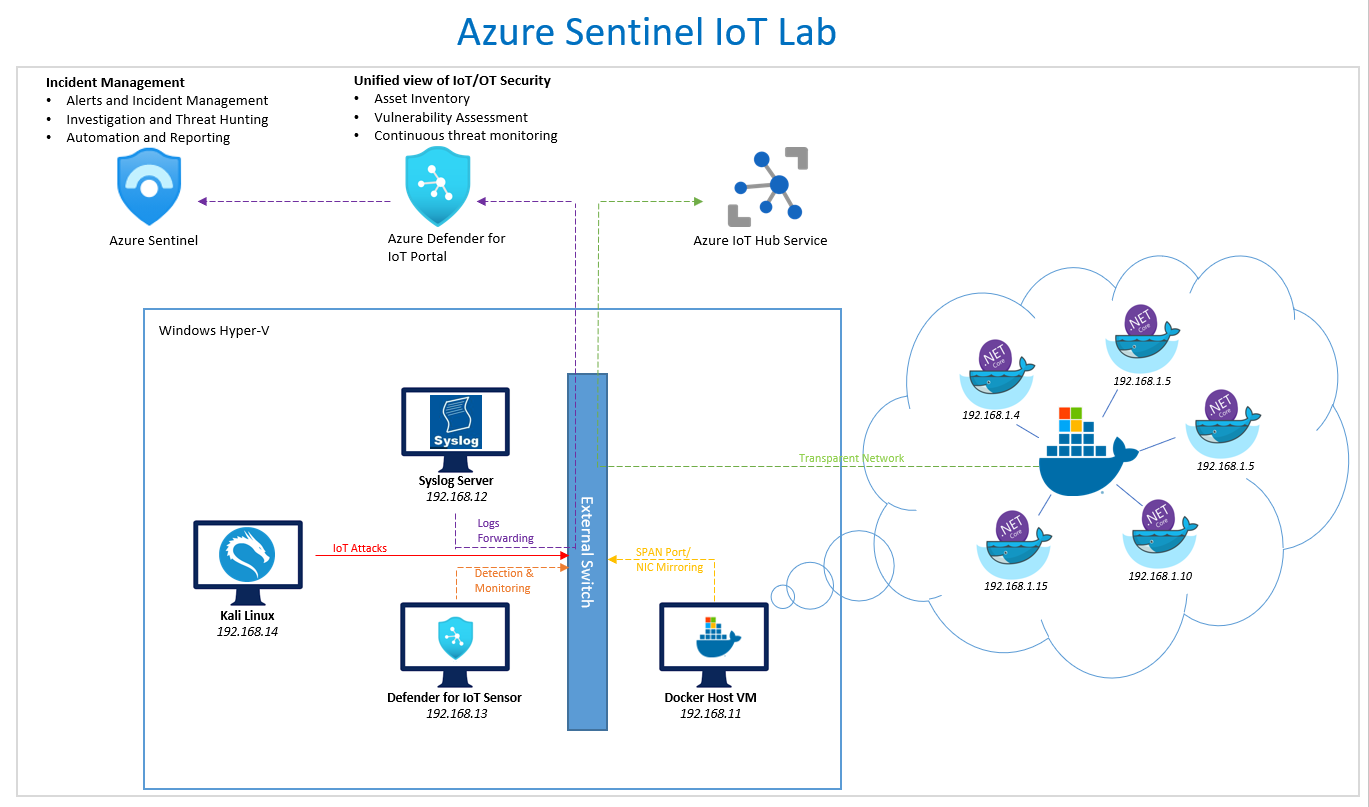 Azure Sentinel IoT Lab
Incident Management
• Alerts and Incident Management
• Investigation and Threat Hunting
• Automation and Reporting
Unified view of IoT/OT Security
• Asset Inventory
• Vulnerability Assessment
• Continuous threat monitoring
Azure Sentinel
Azure Defender for
IoT Portal
Azure IoT Hub Service
Windows Hyper-V
Syslog
Syslog Server
192.168.12
Logs
Forwarding
IoT Attacks
Kali Linux
192.168.14
Detection &
Monitoring
Defender for IoT Sensor
192.168.13
External Switch
SPAN Port/
NIC Mirroring
Docker Host VM
192.168.11
Transparent Network
.NET
Core
192.168.1.4
.NET
Core
192.168.1.5
.NET
Core
192.168.1.5
.NET
Core
192.168.1.15
.NET
Core
192.168.1.10